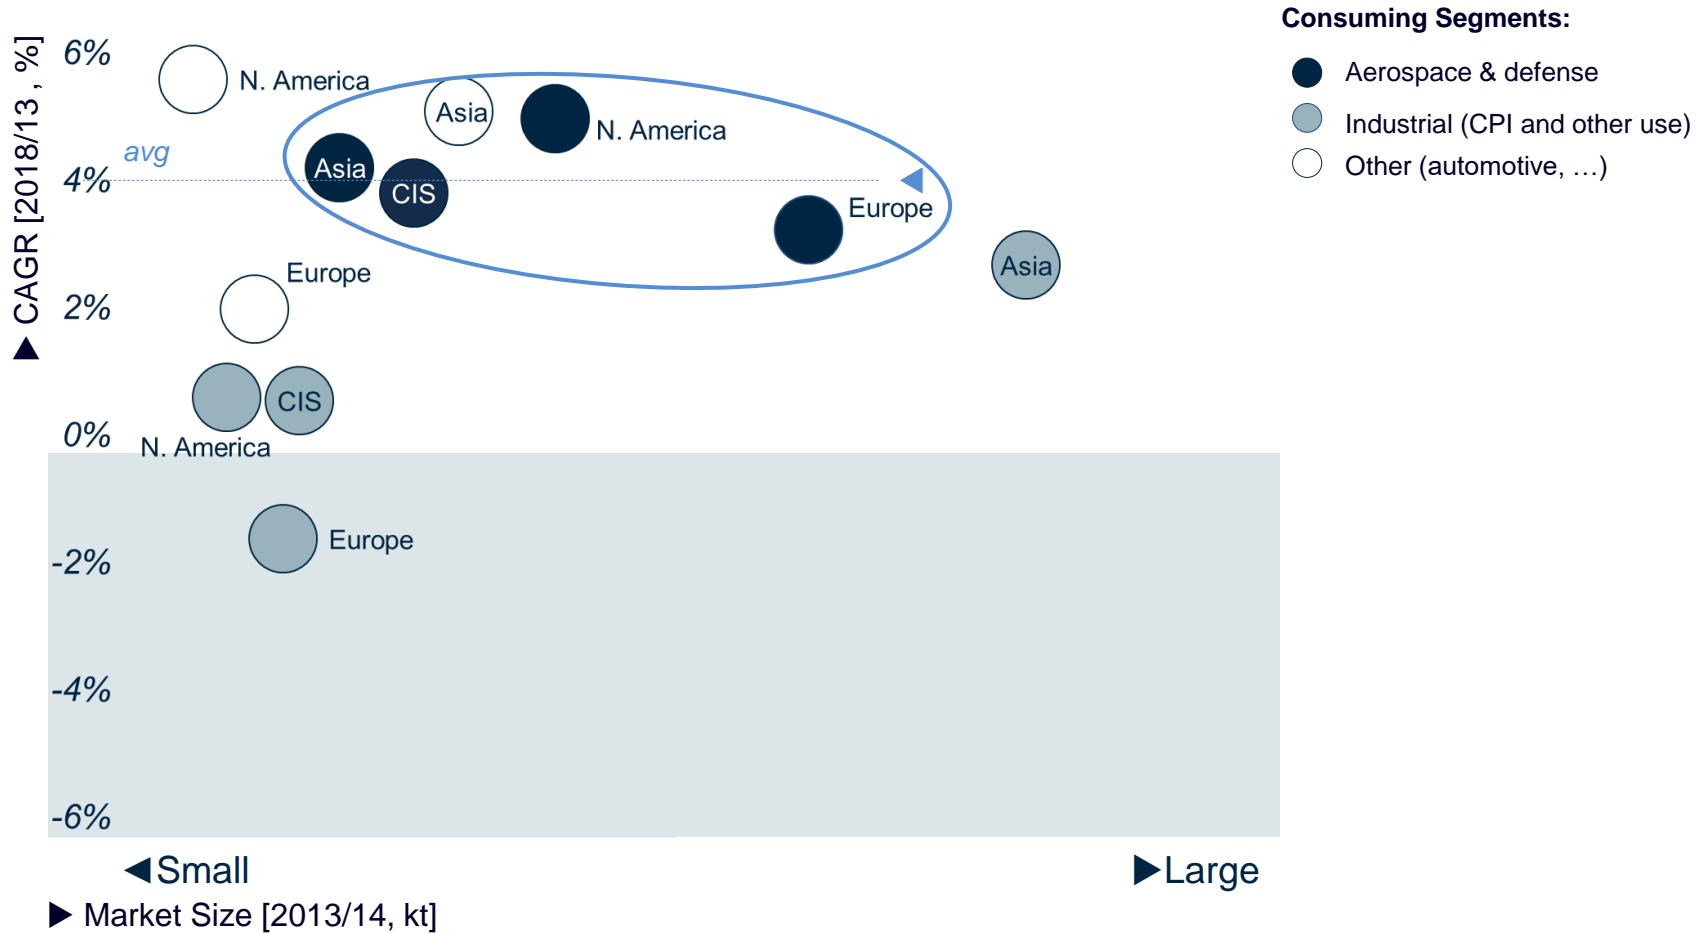 Consuming Segments:
Aerospace & defense
Industrial (CPI and other use)
Other (automotive, …)
CAGR [2018/13 , %]
6%
4%
2%
0%
-2%
-4%
-6%
avg
N. America
Asia
N. America
Asia
CIS
Europe
Asia
Europe
CIS
N. America
Europe
Small
Large
Market Size [2013/14, kt]